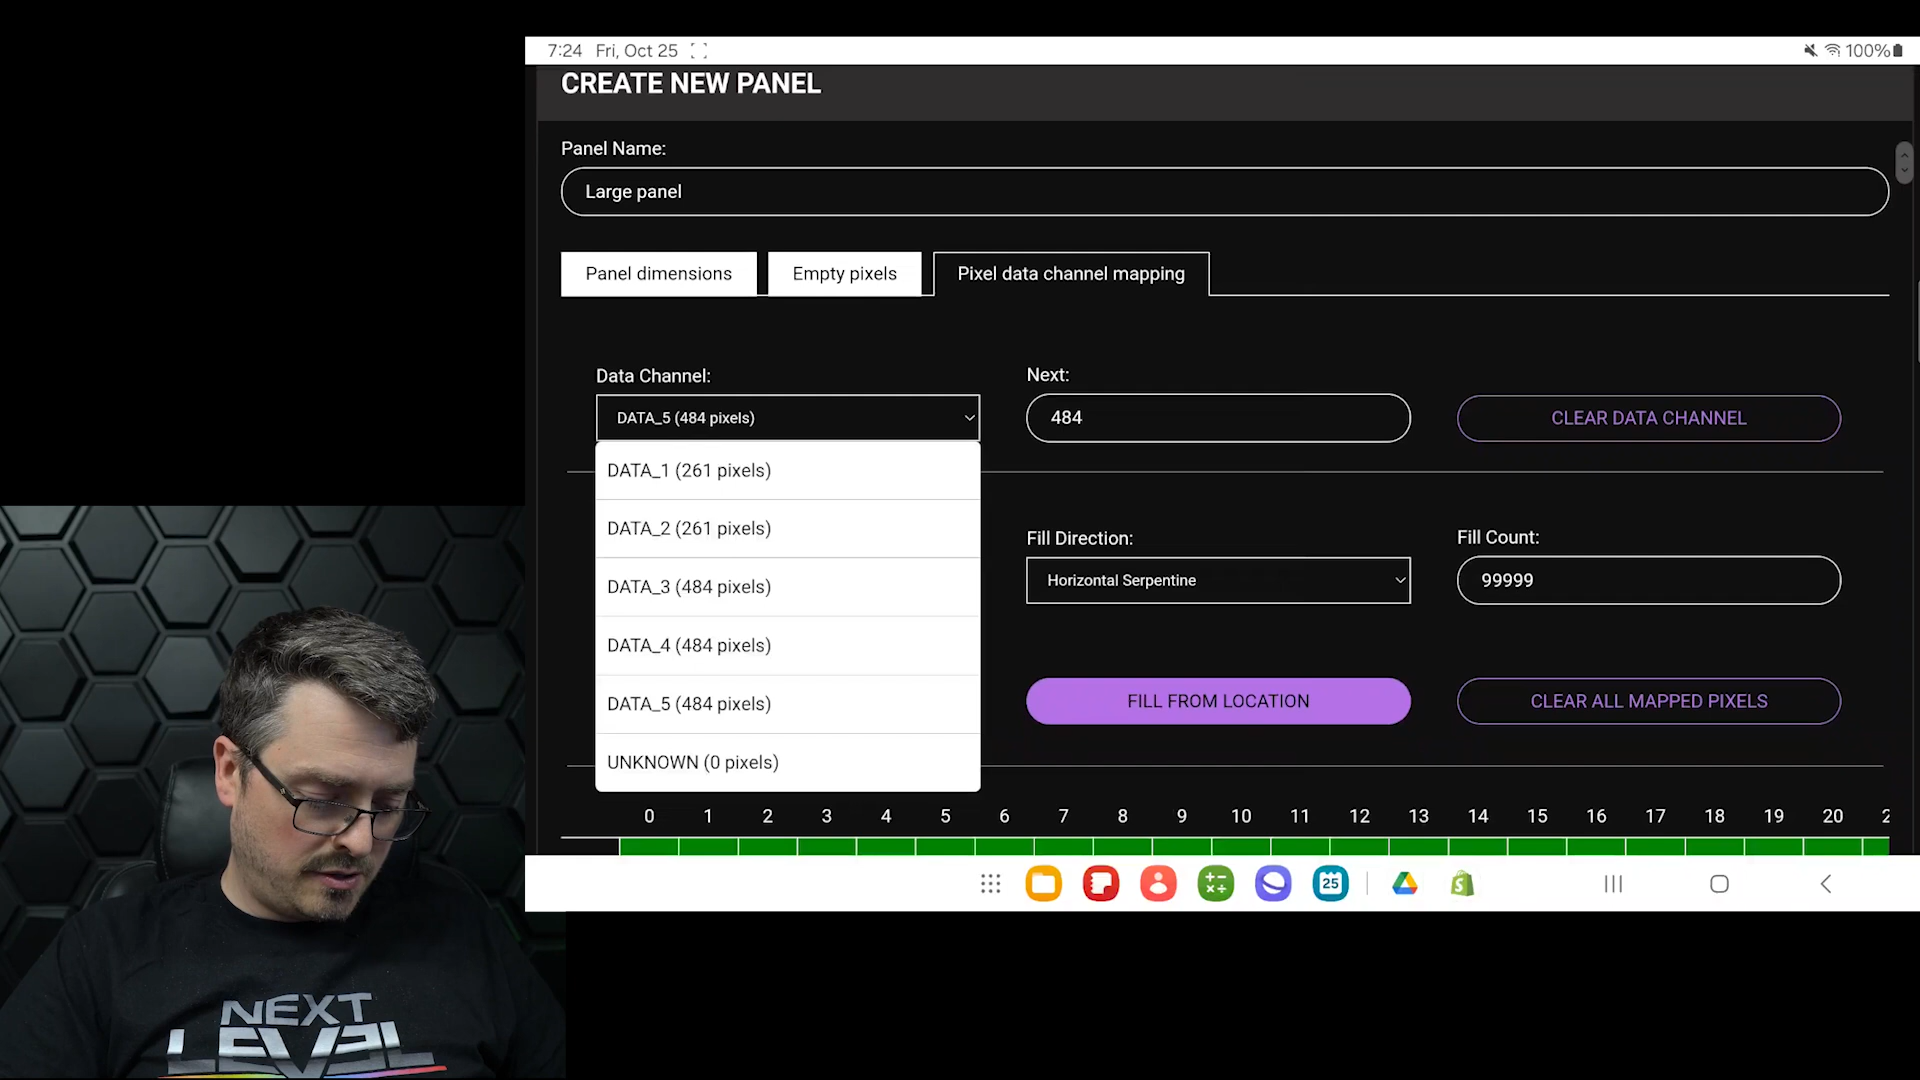 7:24 Fri, Oct 25
100%
CREATE NEW PANEL
Panel Name:
Large panel
Panel dimensions
Empty pixels
Pixel data channel mapping
Data Channel:
Next:
DATA_5 (484 pixels)
484
CLEAR DATA CHANNEL
DATA_1 (261 pixels)
DATA_2 (261 pixels)
DATA_3 (484 pixels)
DATA_4 (484 pixels)
DATA_5 (484 pixels)
UNKNOWN (0 pixels)
Fill Direction:
Fill Count:
Horizontal Serpentine
99999
FILL FROM LOCATION
CLEAR ALL MAPPED PIXELS
0 1 2 3 4 5 6 7 8 9 10 11 12 13 14 15 16 17 18 19 20 2
25
NEXT
LEVEL